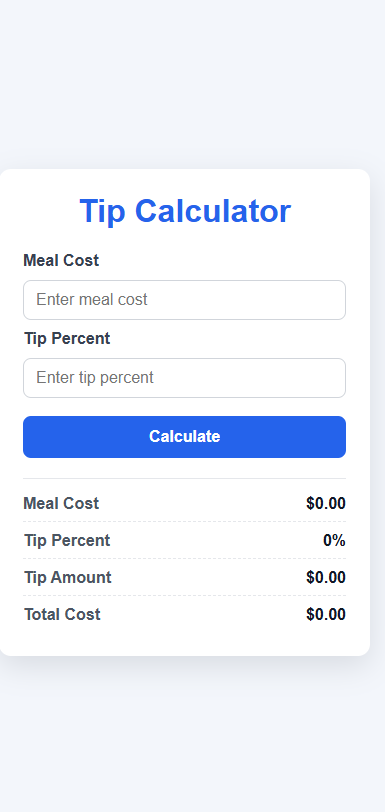 Tip Calculator
Meal Cost
Enter meal cost
Tip Percent
Enter tip percent
Calculate
Meal Cost $0.00
Tip Percent 0%
Tip Amount $0.00
Total Cost $0.00